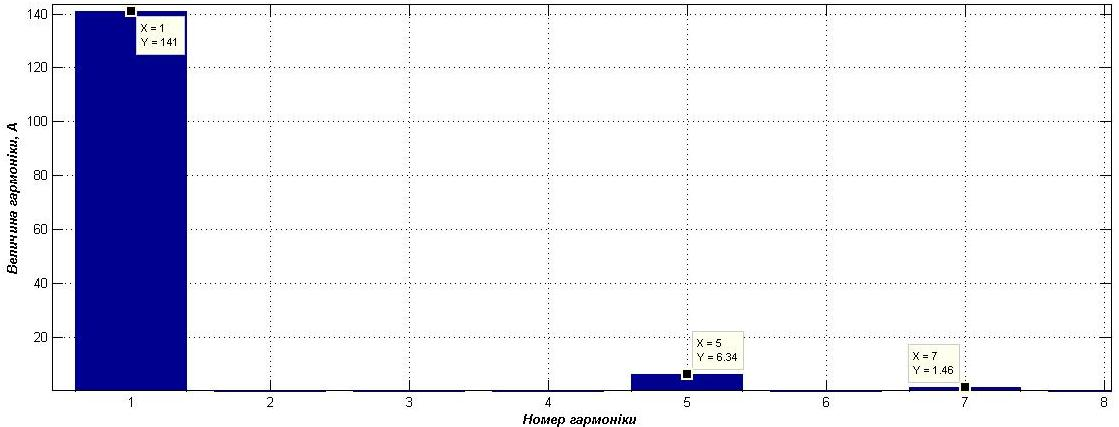 140
120
100
80
60
40
20
Величина гармоніки, А
X = 1
Y = 141
X = 5
Y = 6.34
X = 7
Y = 1.46
1 2 3 4 5 6 7 8
Номер гармоніки